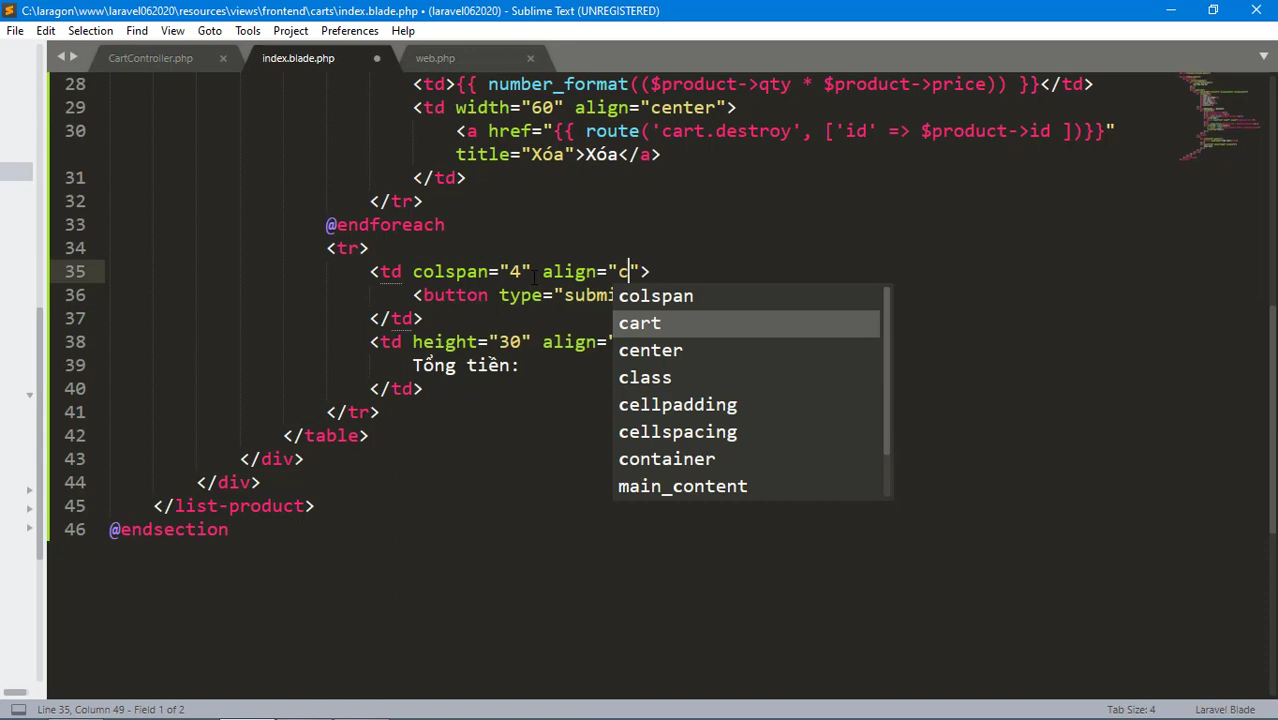 C:\laragon\www\laravel062020\resources\views\frontend\carts\index.blade.php • (laravel062020) - Sublime Text (UNREGISTERED)
File Edit Selection Find View Goto Tools Project Preferences Help
CartController.php index.blade.php web.php
28 <td>{{ number_format(($product->qty * $product->price)) }}</td>
29 <td width="60" align="center">
30 <a href="{{ route('cart.destroy', ['id' => $product->id ])}}"
title="Xóa">Xóa</a>
31 </td>
32 </tr>
33 @endforeach
34 <tr>
35 <td colspan="4" align="c">
36 <button type="submi
colspan
cart
center
class
cellpadding
cellspacing
container
main_content
37 </td>
38 <td height="30" align="
39 Tổng tiền:
40 </td>
41 </tr>
42 </table>
43 </div>
44 </div>
45 </list-product>
46 @endsection
Line 35, Column 49 - Field 1 of 2 Tab Size: 4 Laravel Blade